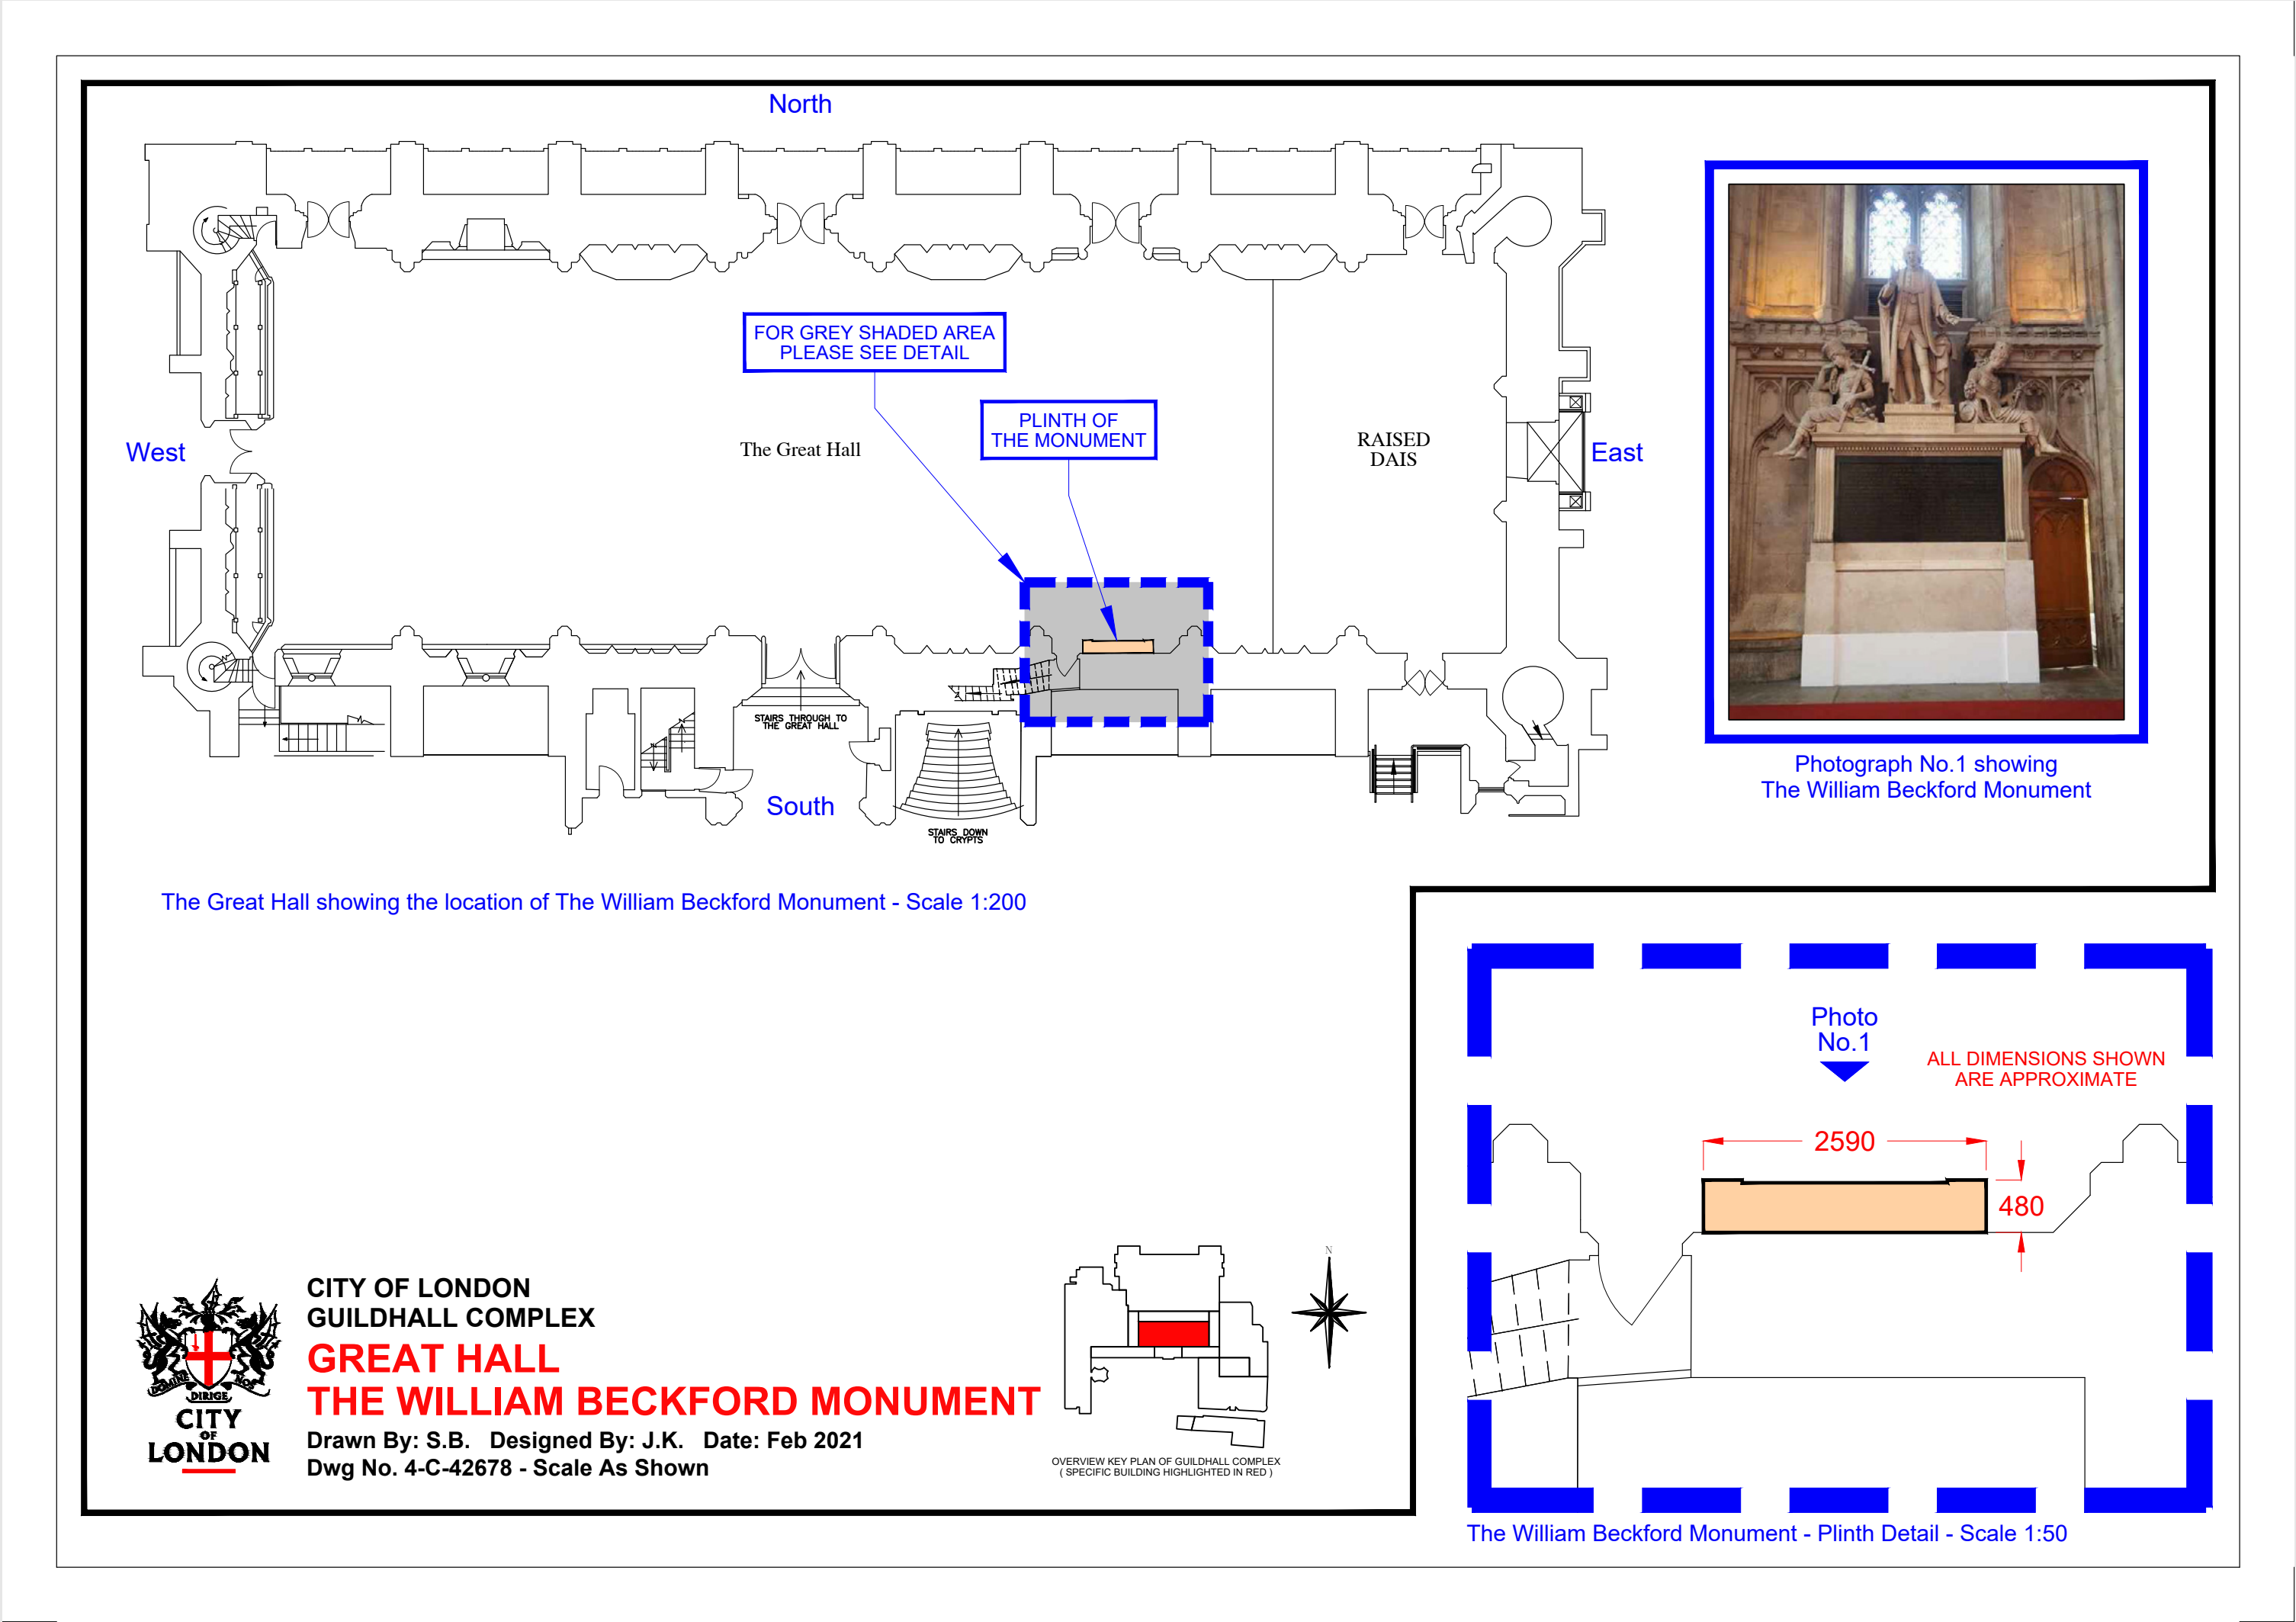 North
FOR GREY SHADED AREA
PLEASE SEE DETAIL
PLINTH OF
THE MONUMENT
The Great Hall
RAISED
DAIS
West
East
STAIRS THROUGH TO
THE GREAT HALL
South
STAIRS DOWN
TO CRYPTS
Photograph No.1 showing
The William Beckford Monument
The Great Hall showing the location of The William Beckford Monument - Scale 1:200
Photo
No.1
ALL DIMENSIONS SHOWN
ARE APPROXIMATE
2590
480
The William Beckford Monument - Plinth Detail - Scale 1:50
DOMINE
DIRIGE
NOS
CITY
OF
LONDON
CITY OF LONDON
GUILDHALL COMPLEX
GREAT HALL
THE WILLIAM BECKFORD MONUMENT
Drawn By: S.B. Designed By: J.K. Date: Feb 2021
Dwg No. 4-C-42678 - Scale As Shown
N
OVERVIEW KEY PLAN OF GUILDHALL COMPLEX
( SPECIFIC BUILDING HIGHLIGHTED IN RED )